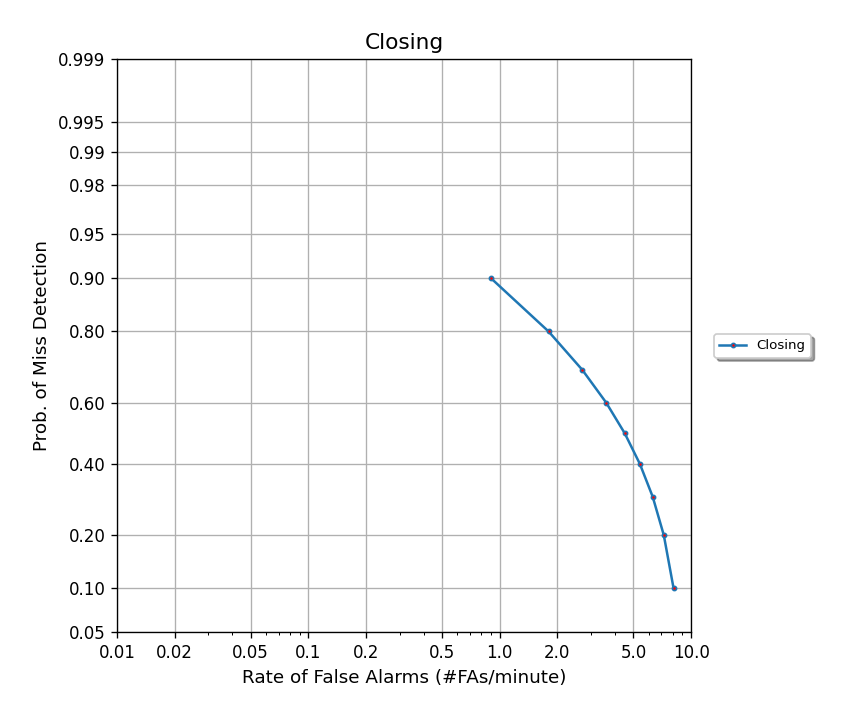 Closing
0.999
0.995
0.99
0.98
0.95
0.90
0.80
0.60
0.40
0.20
0.10
0.05
Prob. of Miss Detection
0.01 0.02 0.05 0.1 0.2 0.5 1.0 2.0 5.0 10.0
Rate of False Alarms (#FAs/minute)
Closing